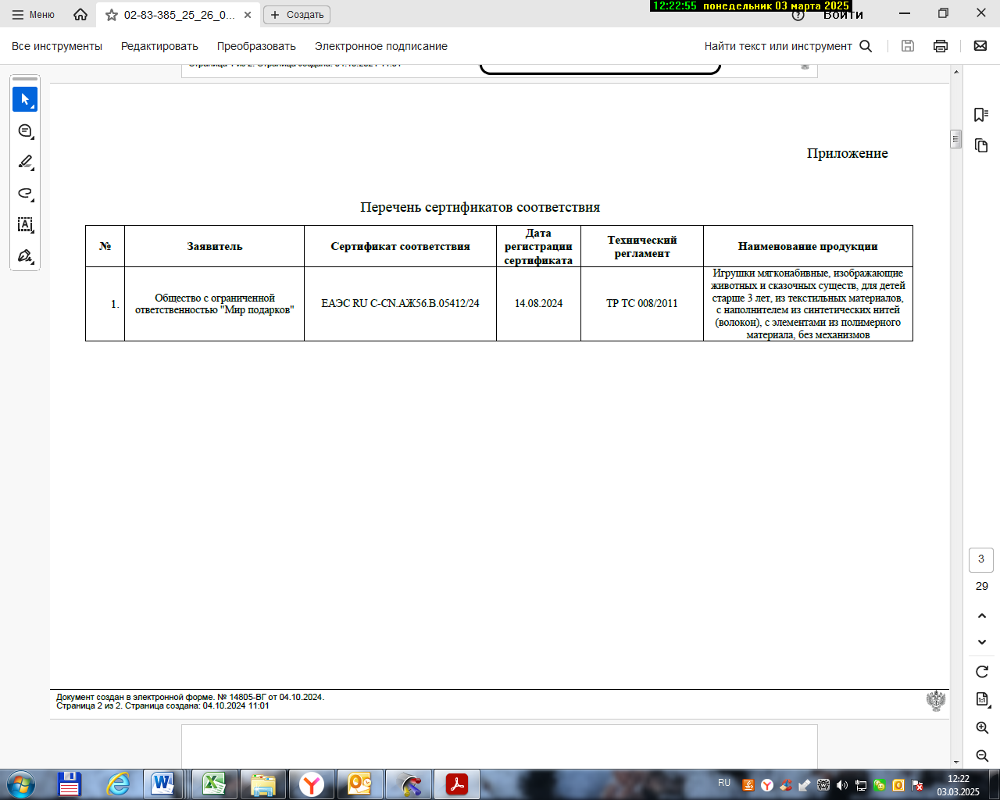 12:22:55 понедельник 03 марта 2025
Меню
02-83-385_25_26_0...
Создать
Войти
Все инструменты
Редактировать
Преобразовать
Электронное подписание
Найти текст или инструмент
Приложение
Перечень сертификатов соответствия
№
Заявитель
Сертификат соответствия
Дата
регистрации
сертификата
Технический
регламент
Наименование продукции
1.
Общество с ограниченной
ответственностью "Мир подарков"
ЕАЭС RU C-CN.АЖ56.В.05412/24
14.08.2024
ТР ТС 008/2011
Игрушки мягконабивные, изображающие
животных и сказочных существ, для детей
старше 3 лет, из текстильных материалов,
с наполнителем из синтетических нитей
(волокон), с элементами из полимерного
материала, без механизмов
3
29
1:1
Документ создан в электронной форме. № 14805-ВГ от 04.10.2024.
Страница 2 из 2. Страница создана: 04.10.2024 11:01
RU
12:22
03.03.2025